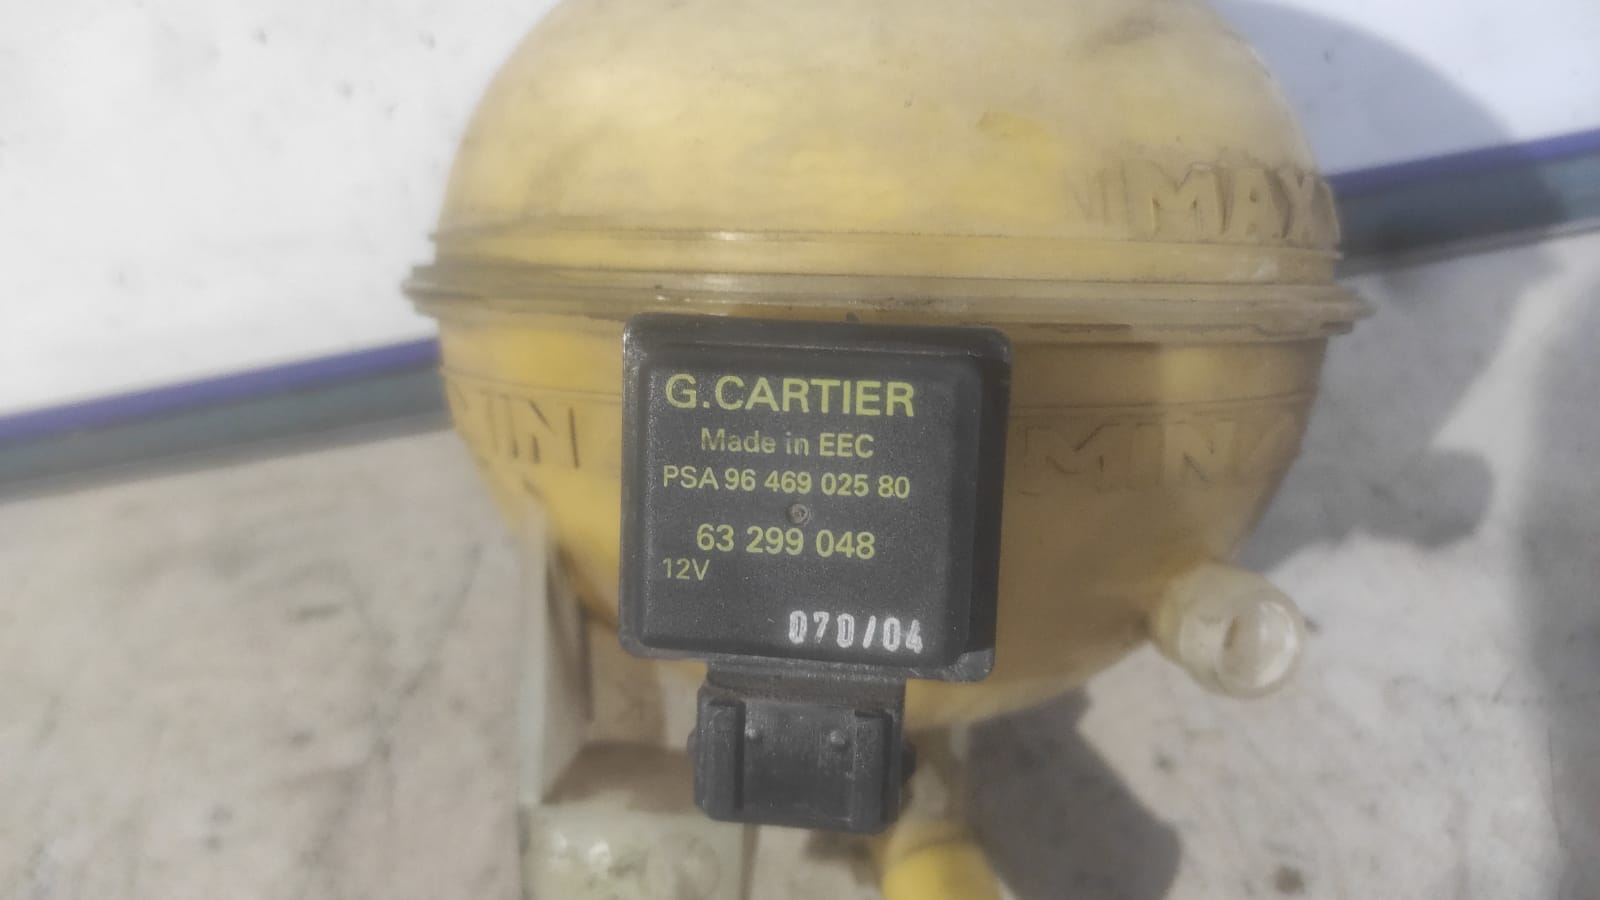 MAX
G.CARTIER
Made in EEC
PSA 96 469 025 80
63 299 048
12V
070/04
MIN
MIN